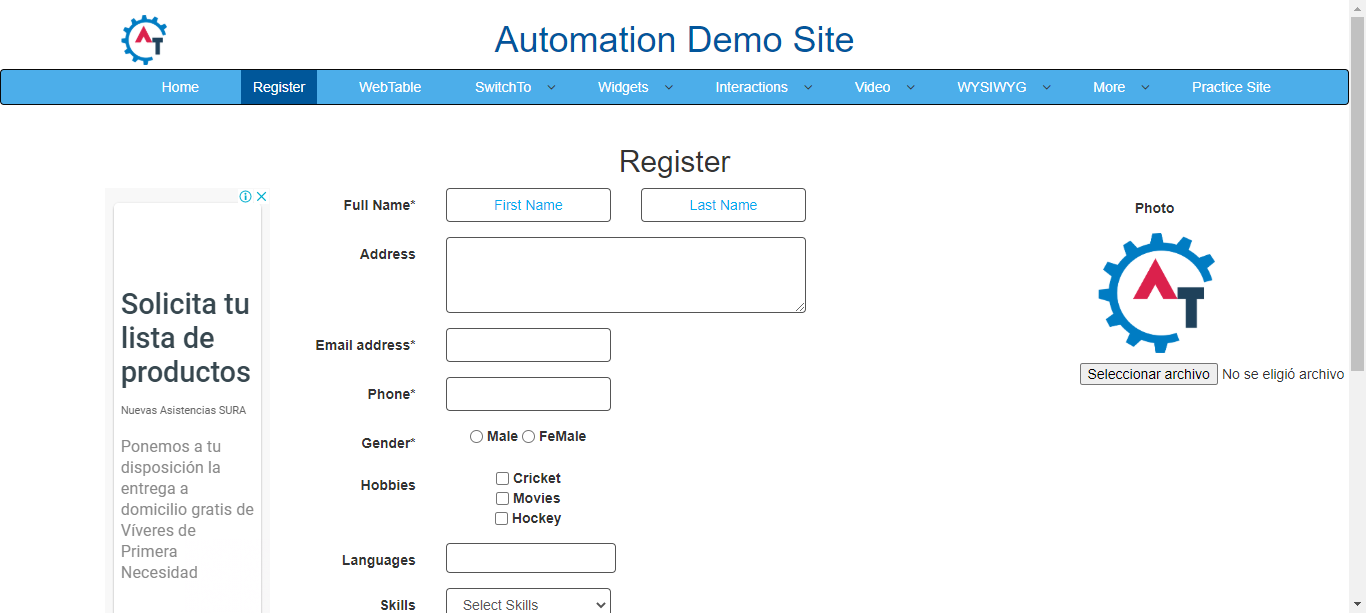 AT
Automation Demo Site
Home Register WebTable SwitchTo Widgets Interactions Video WYSIWYG More Practice Site
Register
Full Name* First Name Last Name
Address
Email address*
Phone*
Gender* Male FeMale
Hobbies Cricket
Movies
Hockey
Languages
Skills Select Skills
Photo
AT
Seleccionar archivo No se eligió archivo
Solicita tu
lista de
productos
Nuevas Asistencias SURA
Ponemos a tu
disposición la
entrega a
domicilio gratis de
Víveres de
Primera
Necesidad